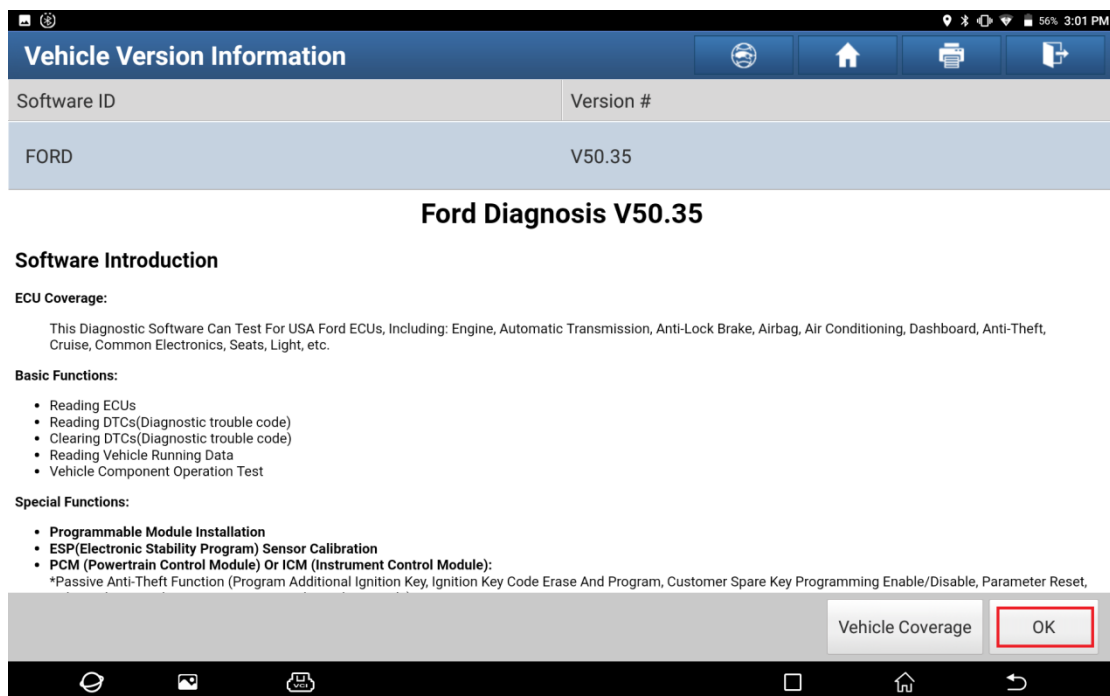 56% 3:01 PM
Vehicle Version Information
Software ID Version #
FORD V50.35
Ford Diagnosis V50.35
Software Introduction
ECU Coverage:
This Diagnostic Software Can Test For USA Ford ECUs, Including: Engine, Automatic Transmission, Anti-Lock Brake, Airbag, Air Conditioning, Dashboard, Anti-Theft,
Cruise, Common Electronics, Seats, Light, etc.
Basic Functions:
• Reading ECUs
• Reading DTCs(Diagnostic trouble code)
• Clearing DTCs(Diagnostic trouble code)
• Reading Vehicle Running Data
• Vehicle Component Operation Test
Special Functions:
• Programmable Module Installation
• ESP(Electronic Stability Program) Sensor Calibration
• PCM (Powertrain Control Module) Or ICM (Instrument Control Module):
*Passive Anti-Theft Function (Program Additional Ignition Key, Ignition Key Code Erase And Program, Customer Spare Key Programming Enable/Disable, Parameter Reset,
Vehicle Coverage OK
VCI